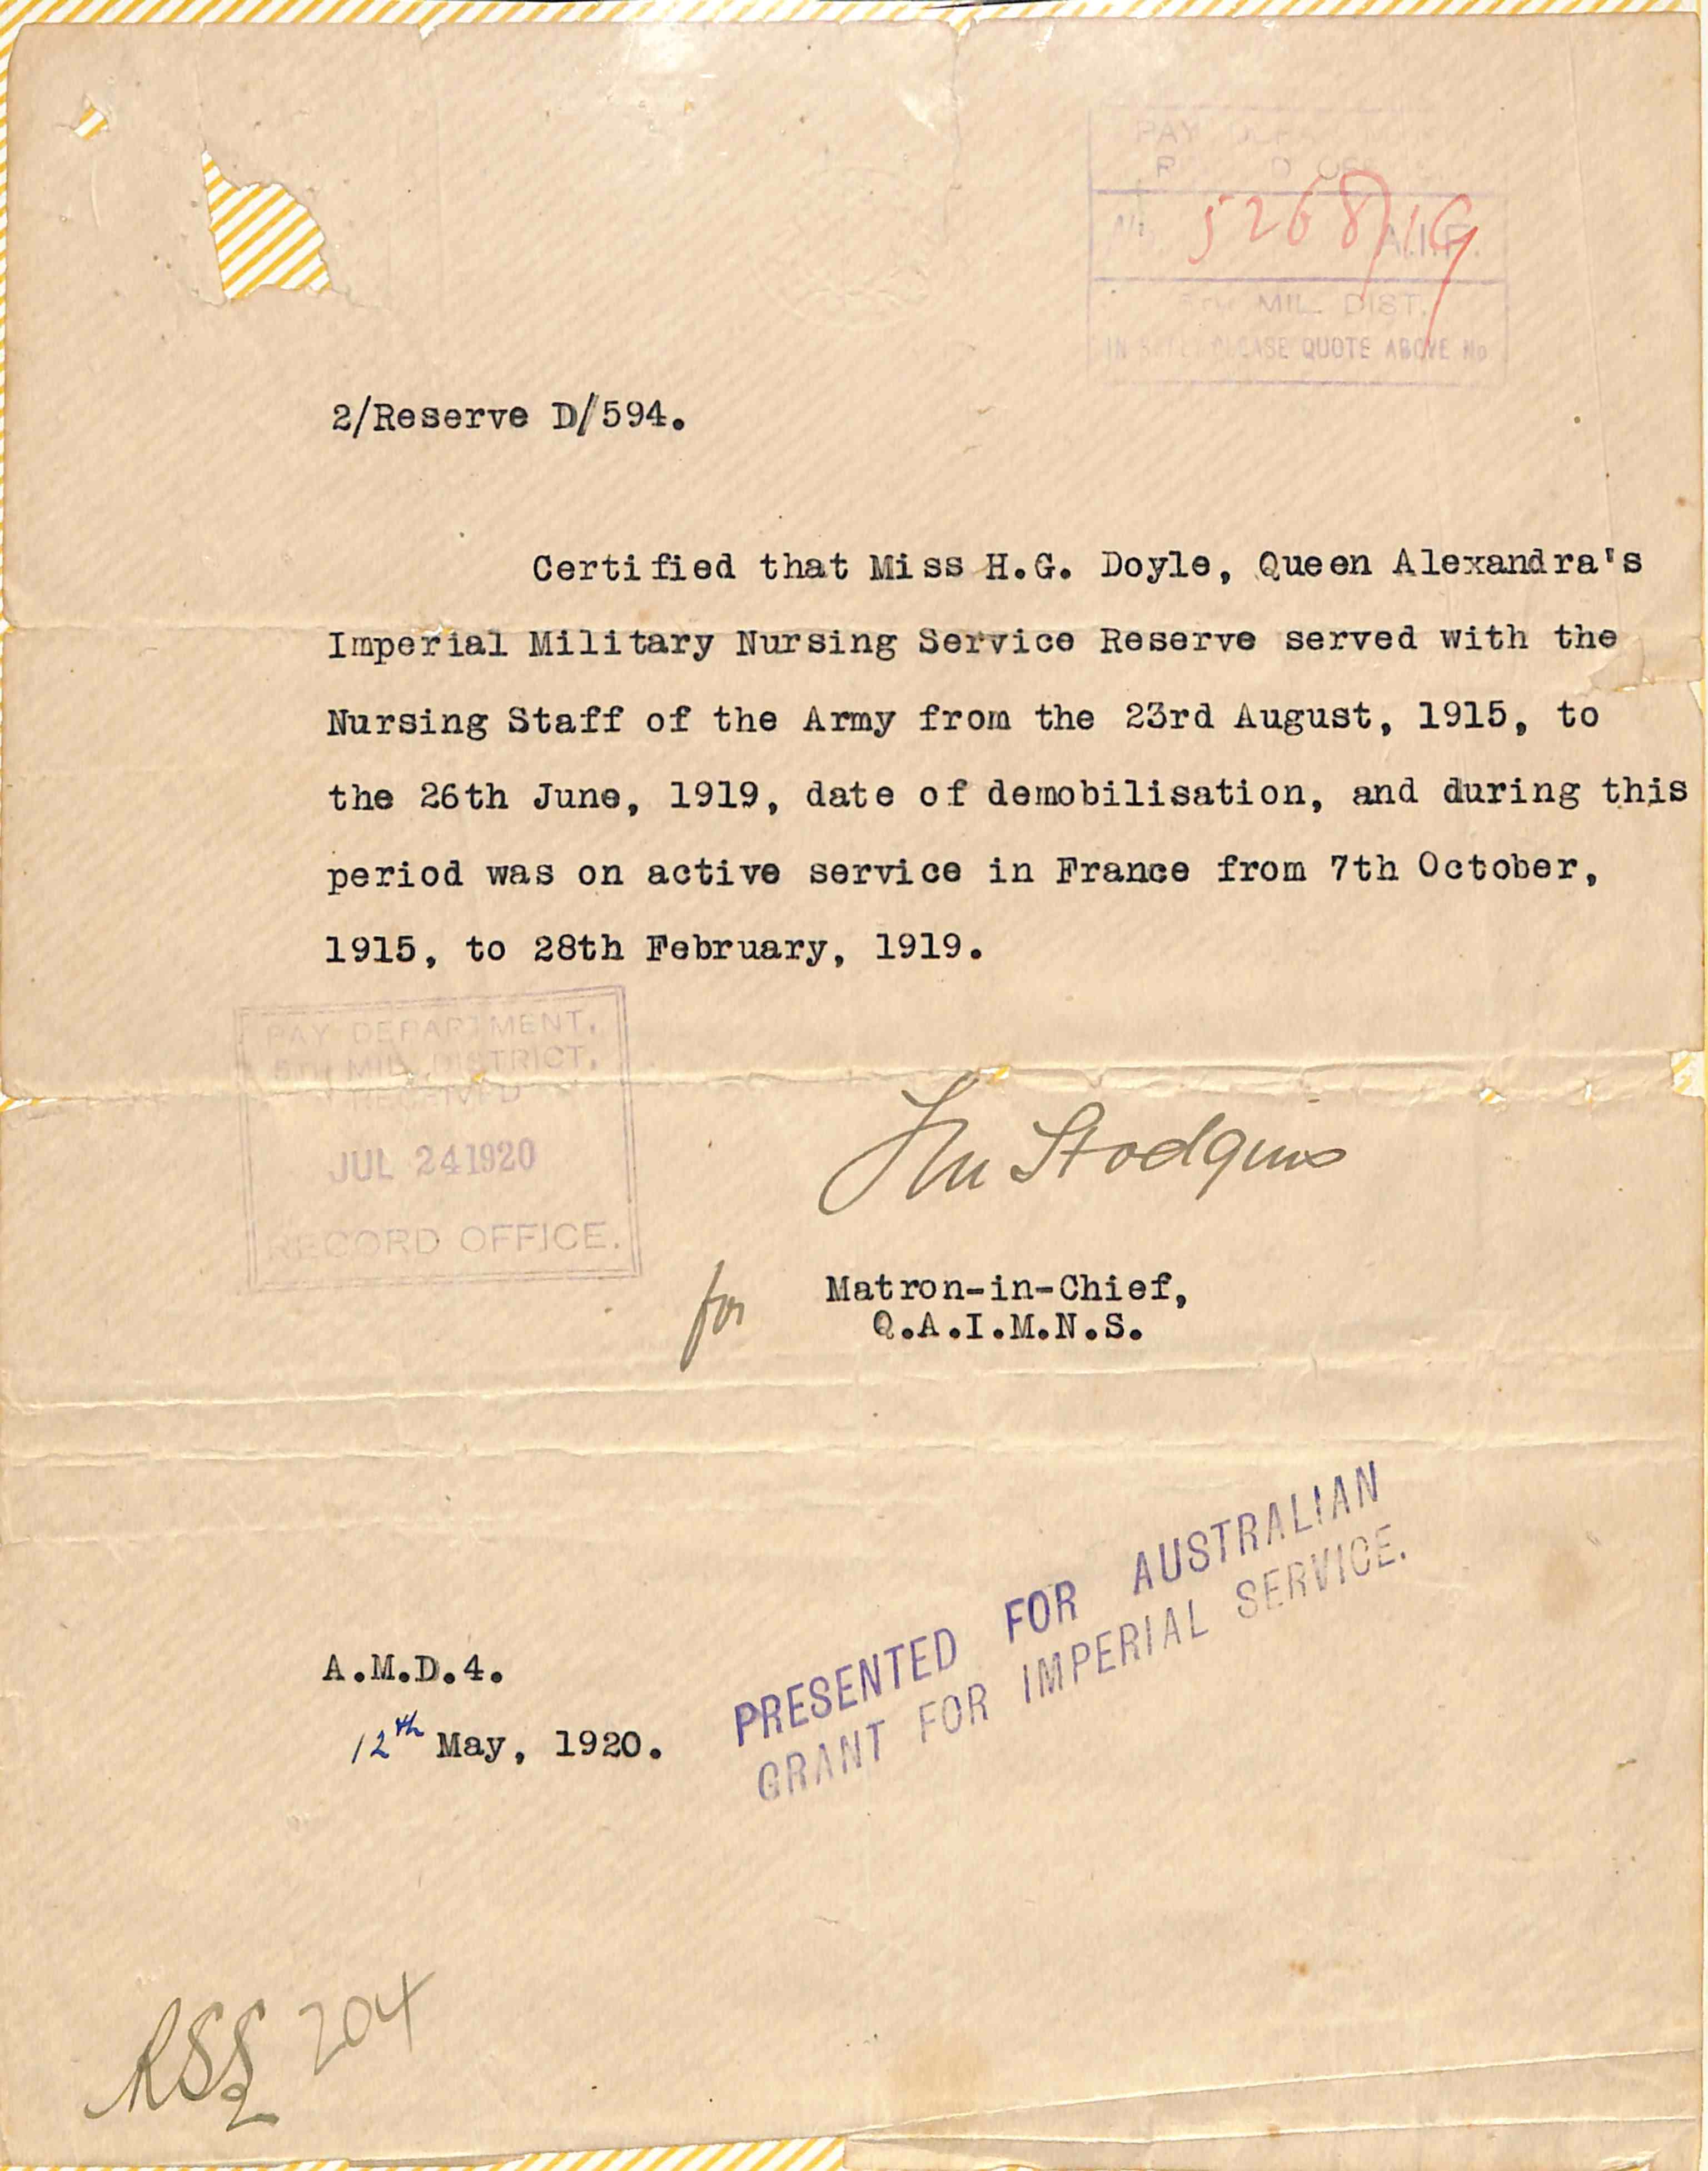 PAY
No. 5268/19 A.I.F.
MIL. DIST.
IN PLEASE QUOTE ABOVE No
2/Reserve D/594.
Certified that Miss H.G. Doyle, Queen Alexandra's
Imperial Military Nursing Service Reserve served with the
Nursing Staff of the Army from the 23rd August, 1915, to
the 26th June, 1919, date of demobilisation, and during this
period was on active service in France from 7th October,
1915, to 28th February, 1919.
PAY DEPARTMENT,
5TH MIL. DISTRICT.
RECEIVED
JUL 24 1920
RECORD OFFICE.
for Matron-in-Chief,
Q.A.I.M.N.S.
PRESENTED FOR AUSTRALIAN
GRANT FOR IMPERIAL SERVICE.
A.M.D.4.
12th May, 1920.
204